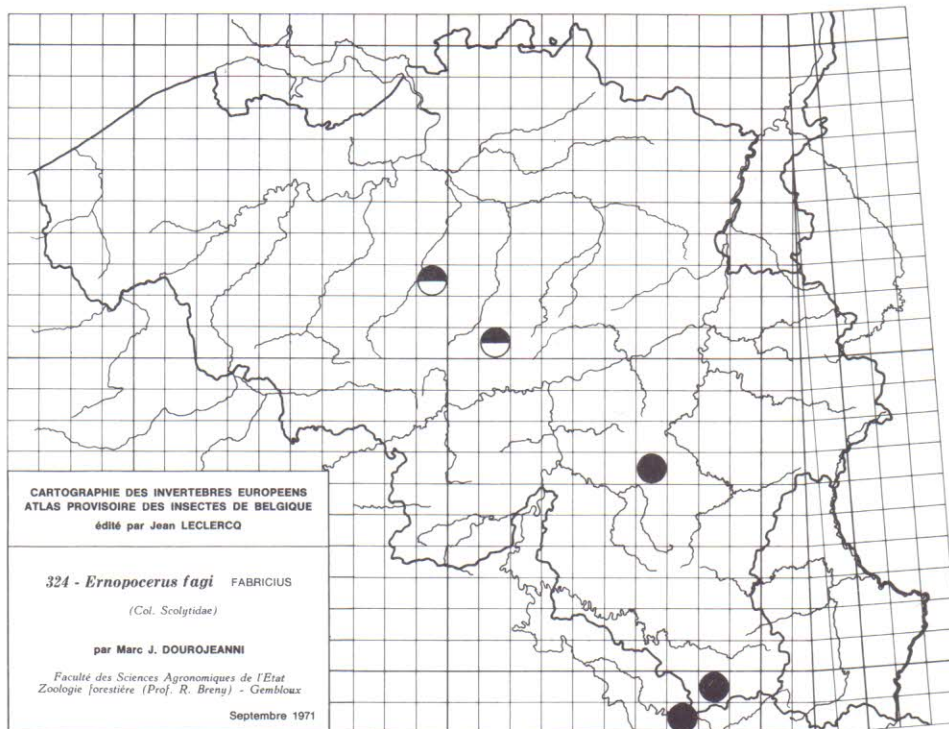 CARTOGRAPHIE DES INVERTEBRES EUROPEENS
ATLAS PROVISOIRE DES INSECTES DE BELGIQUE
édité par Jean LECLERCQ
324 - Ernopocerus fagi FABRICIUS
(Col. Scolytidae)
par Marc J. DOUROJEANNI
Faculté des Sciences Agronomiques de l'Etat
Zoologie forestière (Prof. R. Breny) - Gembloux
Septembre 1971